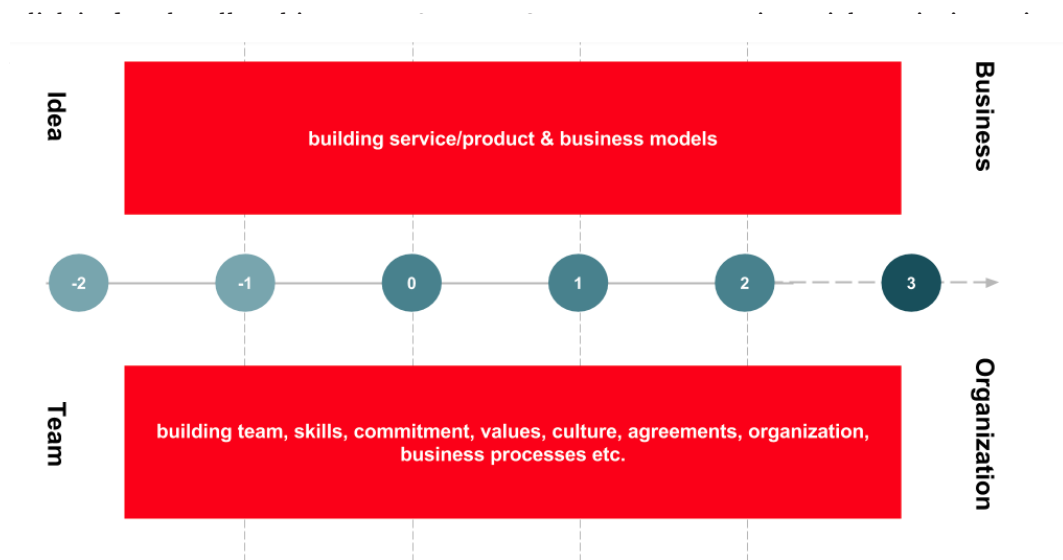 Idea
building service/product & business models
Business
-2
-1
0
1
2
3
Team
building team, skills, commitment, values, culture, agreements, organization,
business processes etc.
Organization